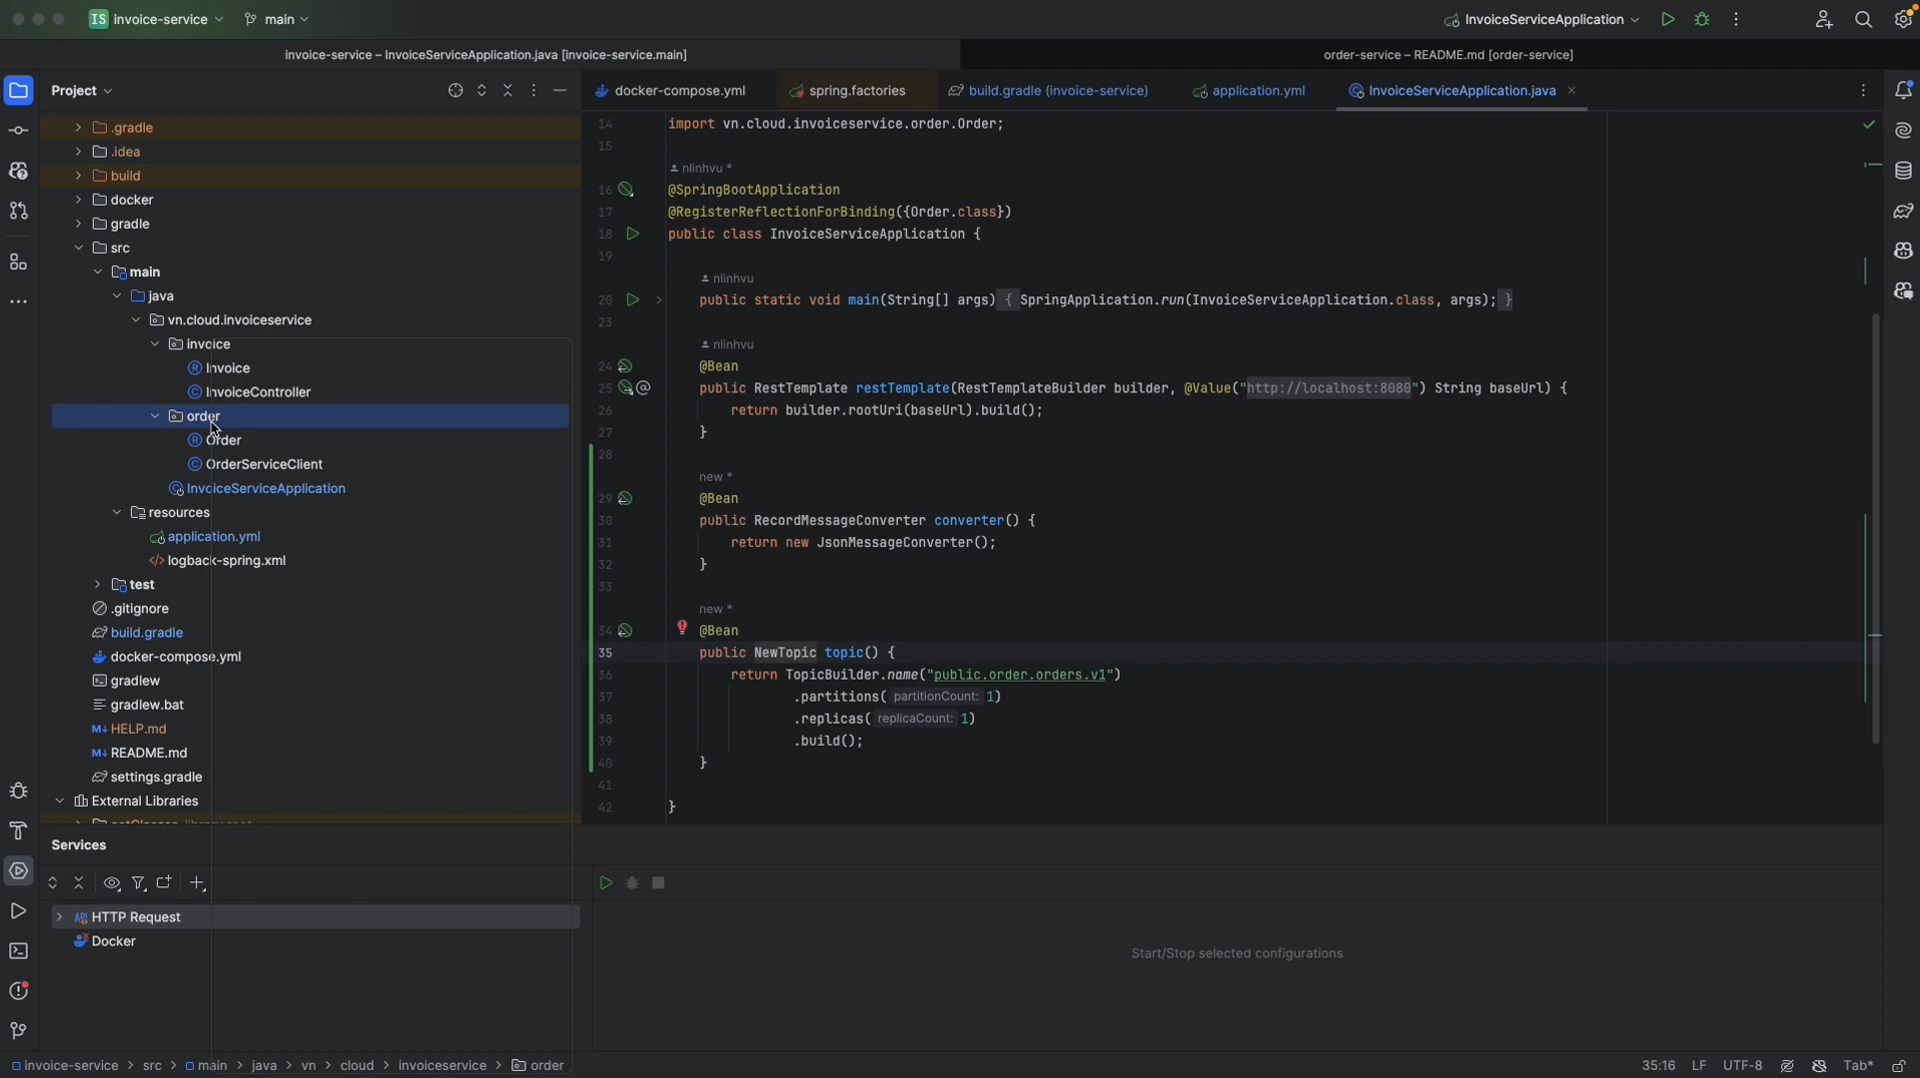 IS invoice-service main InvoiceServiceApplication
invoice-service – InvoiceServiceApplication.java [invoice-service.main] order-service – README.md [order-service]
Project
docker-compose.yml spring.factories build.gradle (invoice-service) application.yml InvoiceServiceApplication.java
.gradle
.idea
build
docker
gradle
src
main
java
vn.cloud.invoiceservice
invoice
Invoice
InvoiceController
order
Order
OrderServiceClient
InvoiceServiceApplication
resources
application.yml
logback-spring.xml
test
.gitignore
build.gradle
docker-compose.yml
gradlew
gradlew.bat
HELP.md
README.md
settings.gradle
External Libraries
14 import vn.cloud.invoiceservice.order.Order;
15
nlinhvu *
16 @SpringBootApplication
17 @RegisterReflectionForBinding({Order.class})
18 public class InvoiceServiceApplication {
19
nlinhvu
20 public static void main(String[] args) { SpringApplication.run(InvoiceServiceApplication.class, args); }
23
nlinhvu
24 @Bean
25 public RestTemplate restTemplate(RestTemplateBuilder builder, @Value("http://localhost:8080") String baseUrl) {
26 return builder.rootUri(baseUrl).build();
27 }
28
new *
29 @Bean
30 public RecordMessageConverter converter() {
31 return new JsonMessageConverter();
32 }
33
new *
34 @Bean
35 public NewTopic topic() {
36 return TopicBuilder.name("public.order.orders.v1")
37 .partitions( partitionCount: 1)
38 .replicas( replicaCount: 1)
39 .build();
40 }
41
42 }
Services
HTTP Request
Docker
Start/Stop selected configurations
invoice-service > src > main > java > vn > cloud > invoiceservice > order 35:16 LF UTF-8 Tab*